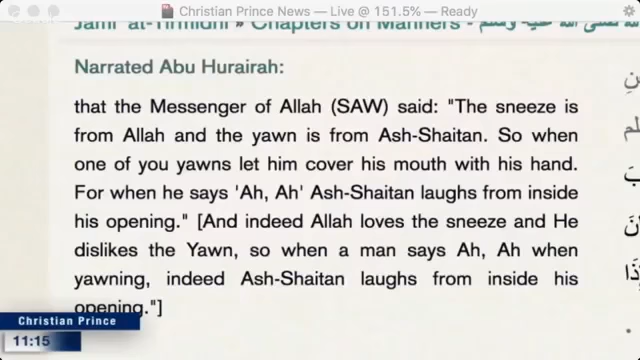 Christian Prince News — Live @ 151.5% — Ready
Jami` at-Tirmidhi » Chapters on Manners -
Narrated Abu Hurairah:
that the Messenger of Allah (SAW) said: "The sneeze is
from Allah and the yawn is from Ash-Shaitan. So when
one of you yawns let him cover his mouth with his hand.
For when he says 'Ah, Ah' Ash-Shaitan laughs from inside
his opening." [And indeed Allah loves the sneeze and He
dislikes the Yawn, so when a man says Ah, Ah when
yawning, indeed Ash-Shaitan laughs from inside his
opening."]
Christian Prince
11:15